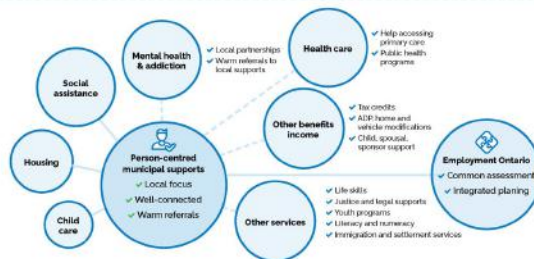 Mental health
& addiction
Local partnerships
Warm referrals to
local supports
Health care
Help accessing
primary care
Public health
programs
Social
assistance
Other benefits
income
Tax credits
ADP, home and
vehicle modifications
Child, spousal,
sponsor support
Housing
Person-centred
municipal supports
Local focus
Well-connected
Warm referrals
Employment Ontario
Common assessment
Integrated planing
Child
care
Other services
Life skills
Justice and legal supports
Youth programs
Literacy and numeracy
Immigration and settlement services